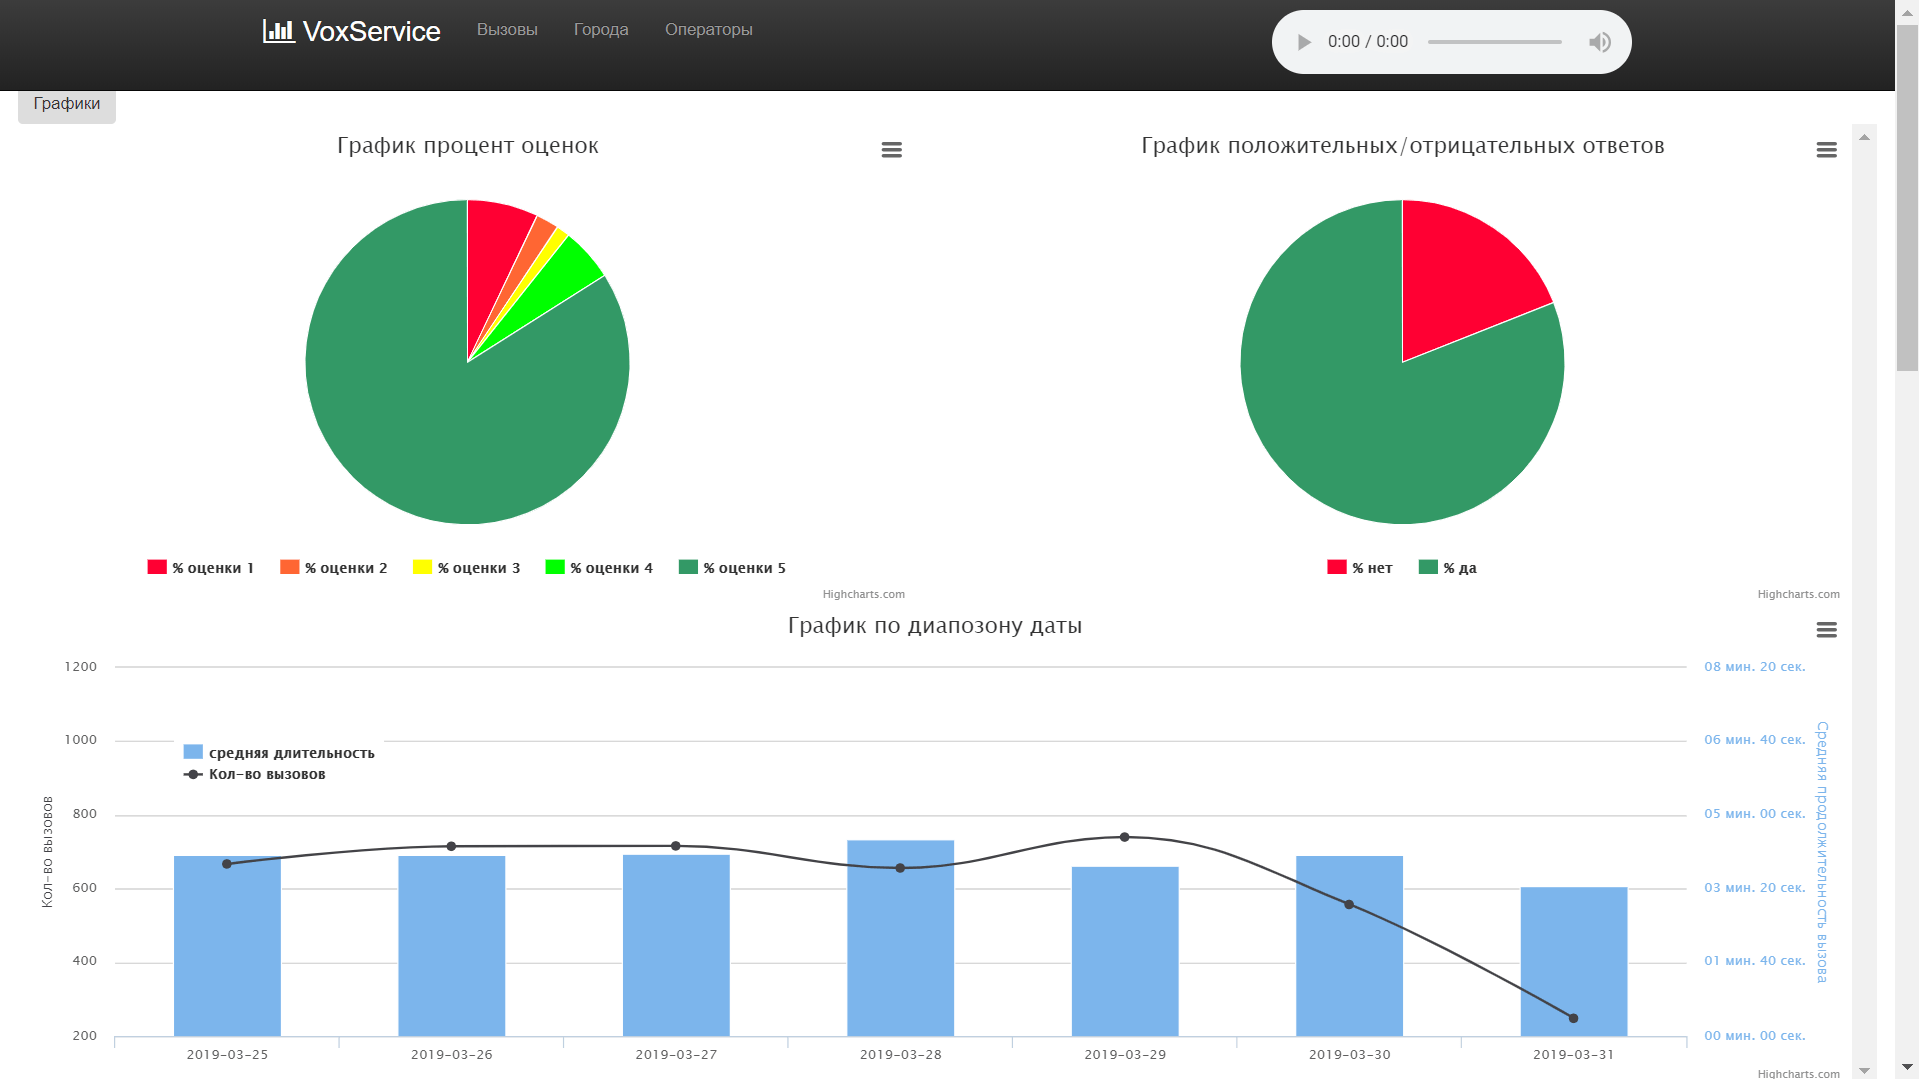 VoxService Вызовы Города Операторы 0:00 / 0:00
Графики
График процент оценок
% оценки 1 % оценки 2 % оценки 3 % оценки 4 % оценки 5
Highcharts.com
График положительных/отрицательных ответов
% нет % да
Highcharts.com
График по диапозону даты
Кол-во вызовов
1200
1000
800
600
400
200
средняя длительность
Кол-во вызовов
08 мин. 20 сек.
06 мин. 40 сек.
05 мин. 00 сек.
03 мин. 20 сек.
01 мин. 40 сек.
00 мин. 00 сек.
Средняя продолжительность вызова
2019-03-25 2019-03-26 2019-03-27 2019-03-28 2019-03-29 2019-03-30 2019-03-31
Highcharts.com